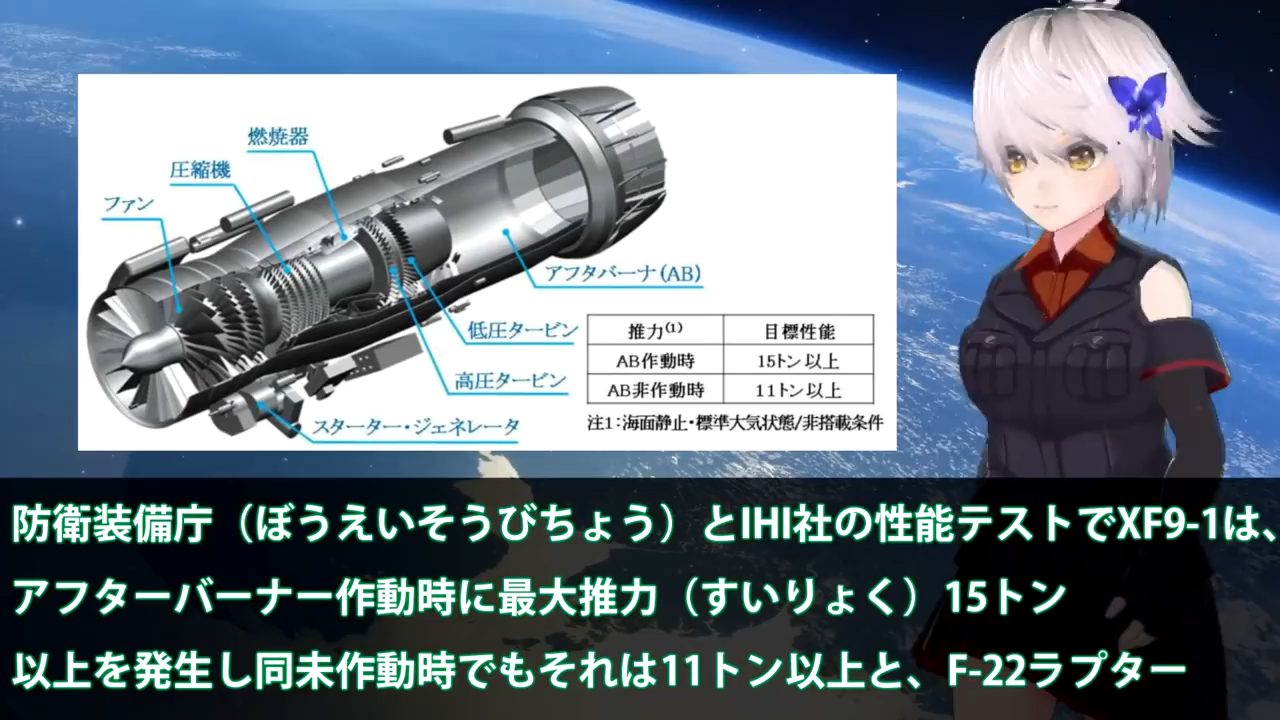 燃焼器
圧縮機
ファン
アフタバーナ(AB)
低圧タービン
高圧タービン
スターター・ジェネレータ
推力(1) 目標性能
AB作動時 15トン以上
AB非作動時 11トン以上
注1:海面静止・標準大気状態/非搭載条件
防衛装備庁（ぼうえいそうびちょう）とIHI社の性能テストでXF9-1は、
アフターバーナー作動時に最大推力（すいりょく）15トン
以上を発生し同未作動時でもそれは11トン以上と、F-22ラプター